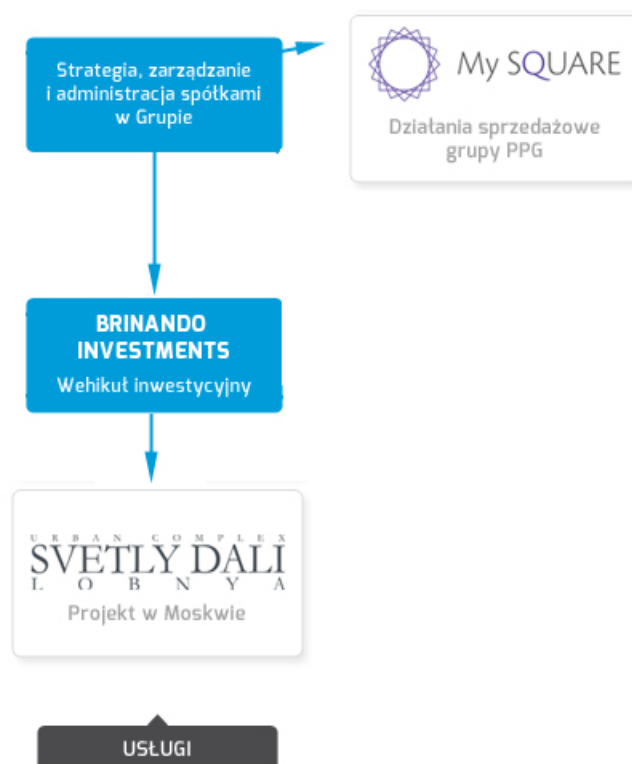 Strategia, zarządzanie
i administracja spółkami
w Grupie
My SQUARE
Działania sprzedażowe
grupy PPG
BRINANDO
INVESTMENTS
Wehikuł inwestycyjny
URBAN COMPLEX
SVETLY DALI
LOBNYA
Projekt w Moskwie
USŁUGI